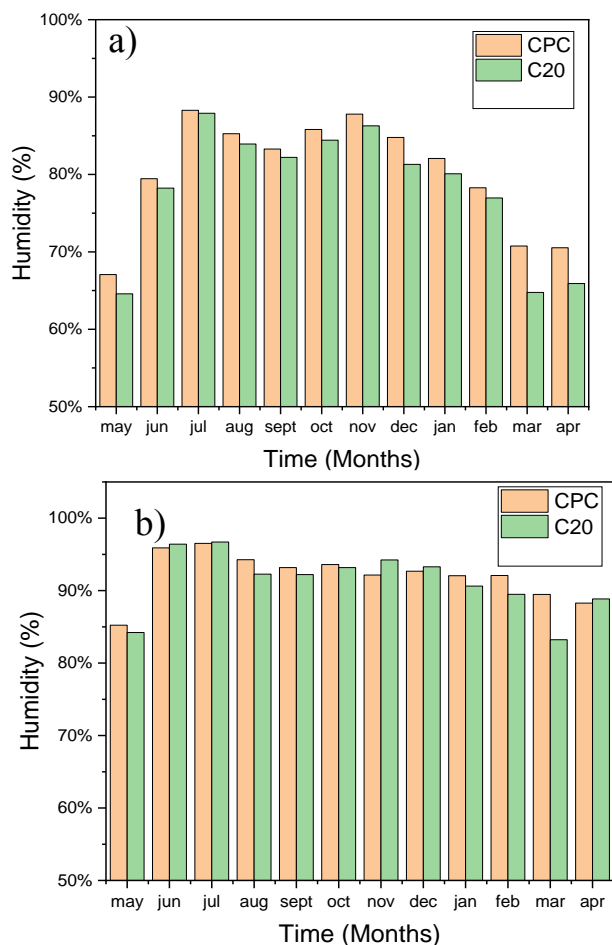 a)
CPC
C20
100%
90%
80%
70%
60%
50%
Humidity (%)
may jun jul aug sept oct nov dec jan feb mar apr
Time (Months)
b)
CPC
C20
100%
90%
80%
70%
60%
50%
Humidity (%)
may jun jul aug sept oct nov dec jan feb mar apr
Time (Months)